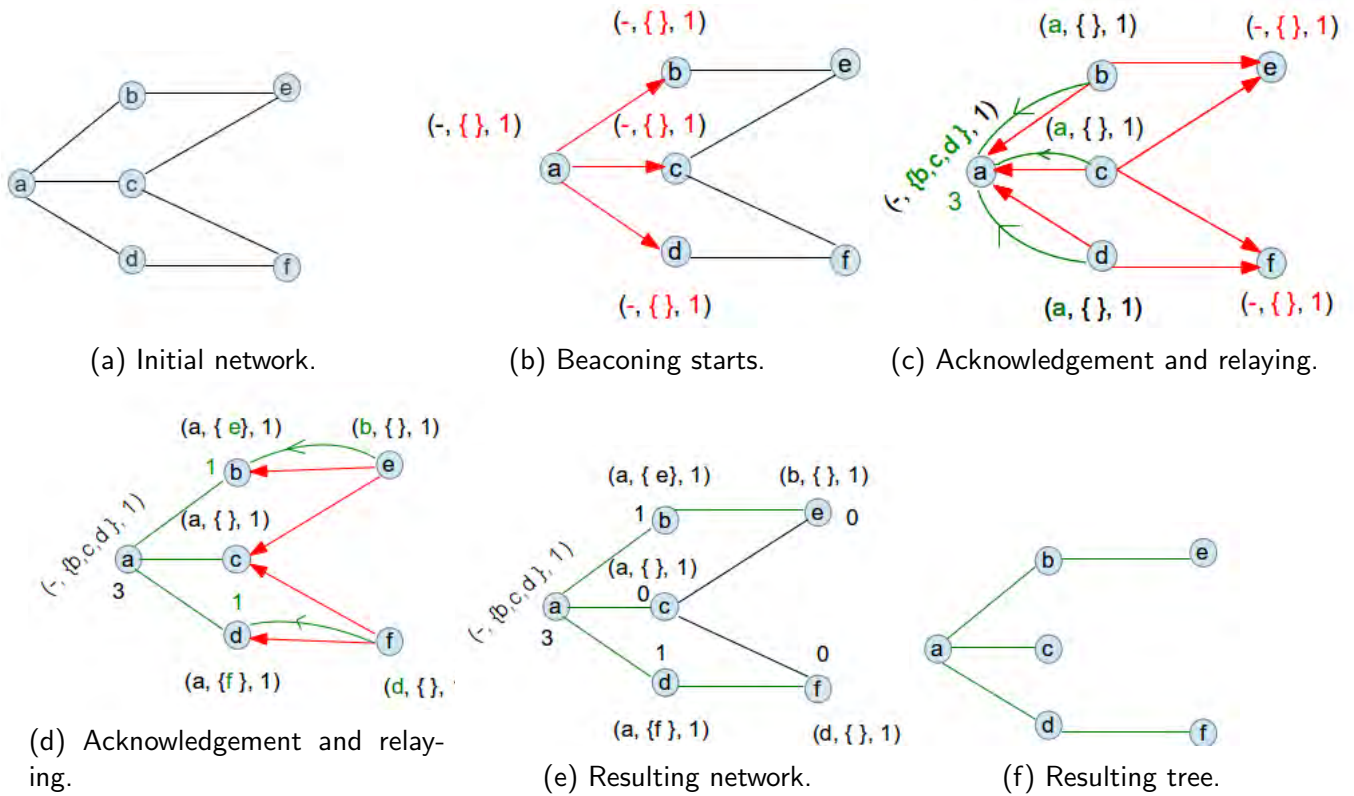 b
e
a
c
d
f
(a) Initial network.
(-, { }, 1)
b
e
(-, { }, 1)
(-, { }, 1)
a
c
d
f
(-, { }, 1)
(b) Beaconing starts.
(a, { }, 1)
(-, { }, 1)
b
e
(-, {b,c,d }, 1)
(a, { }, 1)
a
c
3
d
f
(a, { }, 1)
(-, { }, 1)
(c) Acknowledgement and relaying.
(a, { e}, 1)
(b, { }, 1)
1
b
e
(-, {b,c,d }, 1)
(a, { }, 1)
a
c
3
1
d
f
(a, {f }, 1)
(d, { },
(d) Acknowledgement and relay-
ing.
(a, { e}, 1)
(b, { }, 1)
1
b
e
0
(-, {b,c,d }, 1)
(a, { }, 1)
0
a
c
3
1
0
d
f
(a, {f }, 1)
(d, { }, 1)
(e) Resulting network.
b
e
a
c
d
f
(f) Resulting tree.